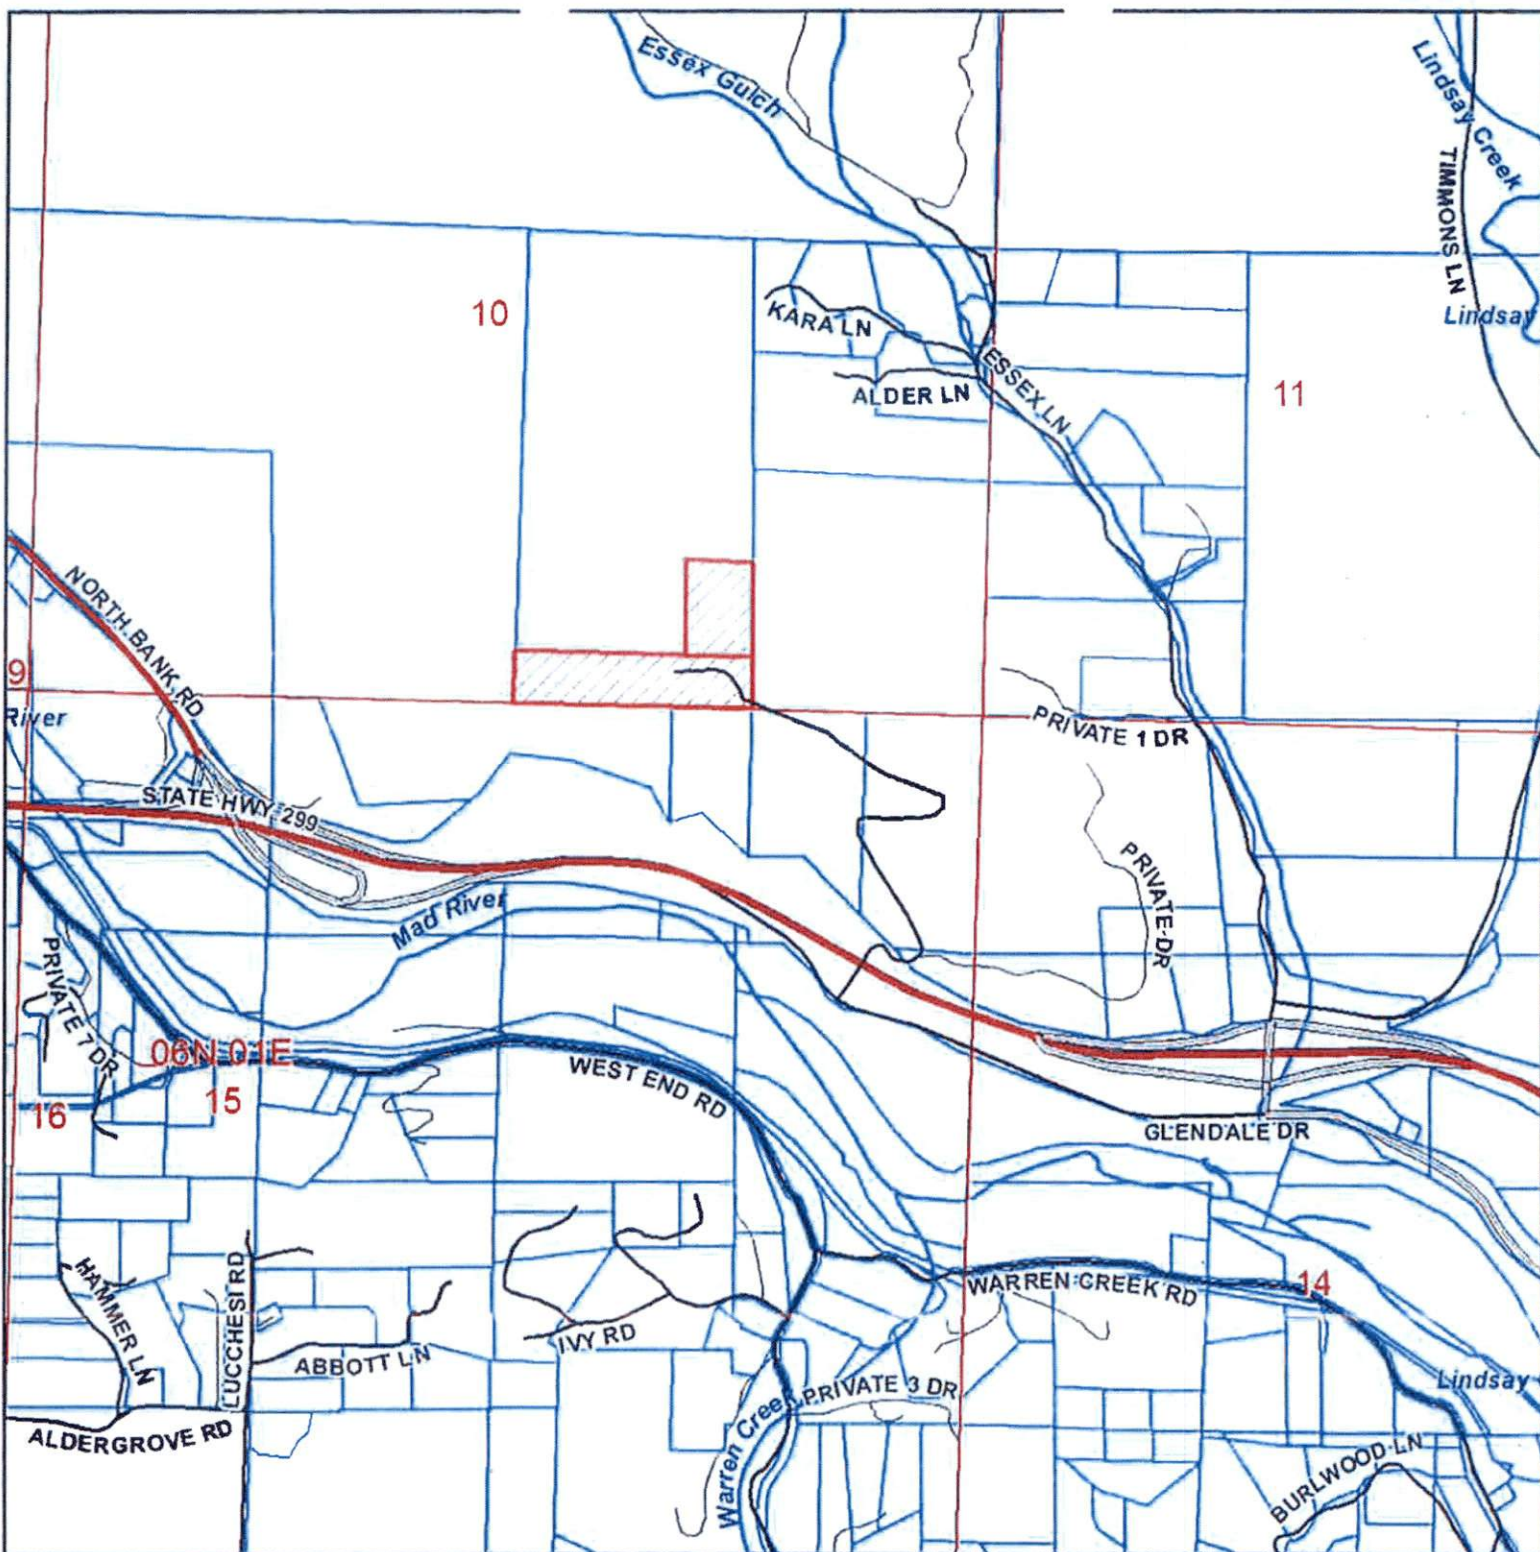 Essex Gulch
Lindsay Creek
TIMMONS LN
10
KARA LN
Lindsay
ESSEX LN
ALDER LN
11
NORTH BANK RD
9
River
PRIVATE 1 DR
STATE HWY 299
PRIVATE DR
Mad River
PRIVATE 7 DR
06N 01E
WEST END RD
15
16
GLENDALE DR
HAMMER LN
LUCCHESI RD
WARREN CREEK RD
14
IVY RD
ABBOTT LN
Lindsay
PRIVATE 3 DR
Warren Creek
ALDERGROVE RD
BURLWOOD LN